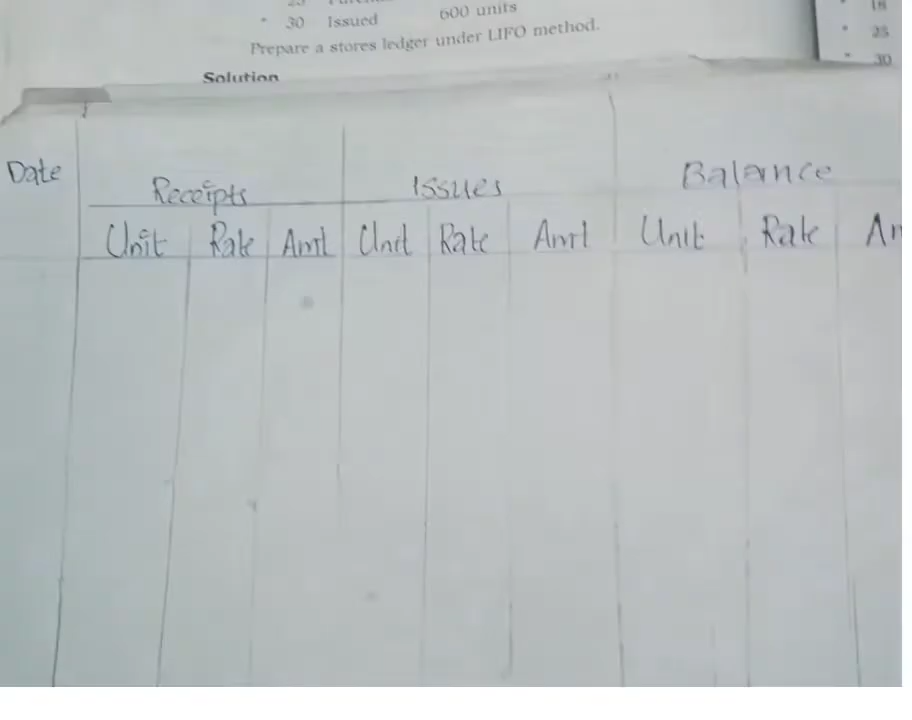 30 Issued 600 units
Prepare a stores ledger under LIFO method.
Solution
18
25
30
Date Receipts Issues Balance
Unit Rate Amt Unit Rate Amt Unit Rate Am